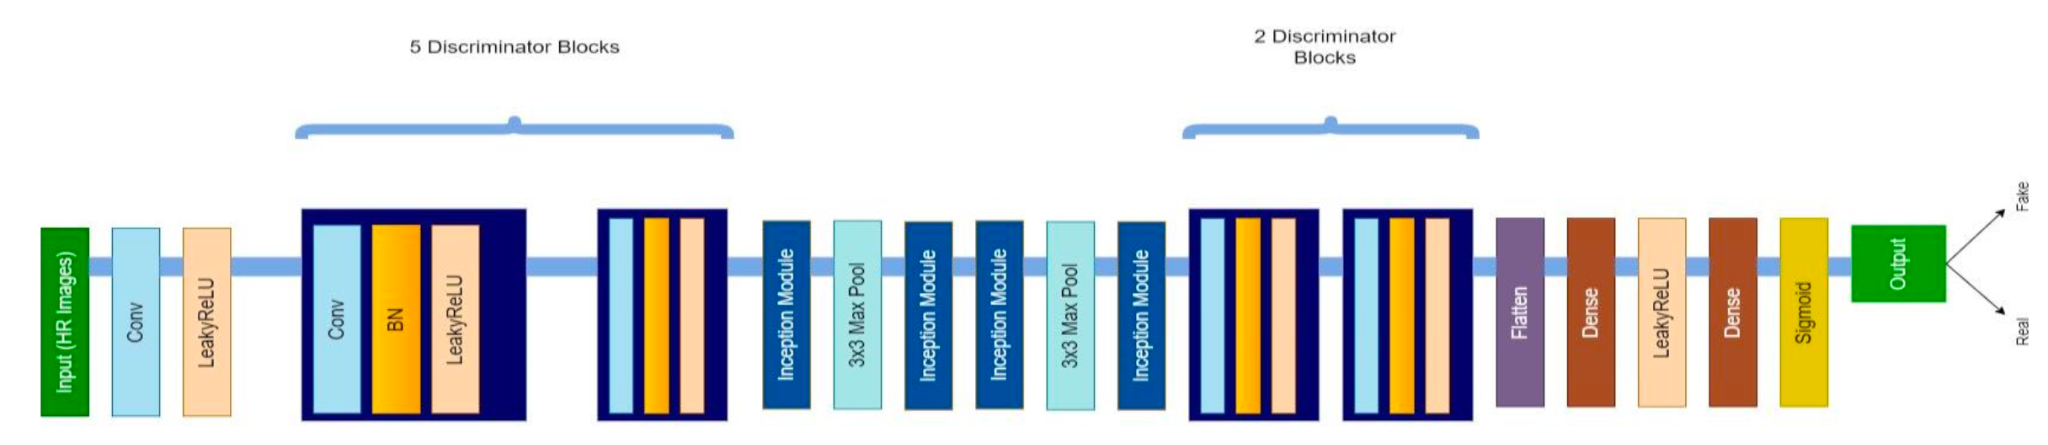 5 Discriminator Blocks
2 Discriminator
Blocks
Input (HR Images)
Conv
LeakyReLU
Conv
BN
LeakyReLU
Inception Module
3x3 Max Pool
Inception Module
Inception Module
3x3 Max Pool
Inception Module
Flatten
Dense
LeakyReLU
Dense
Sigmoid
Output
Fake
Real